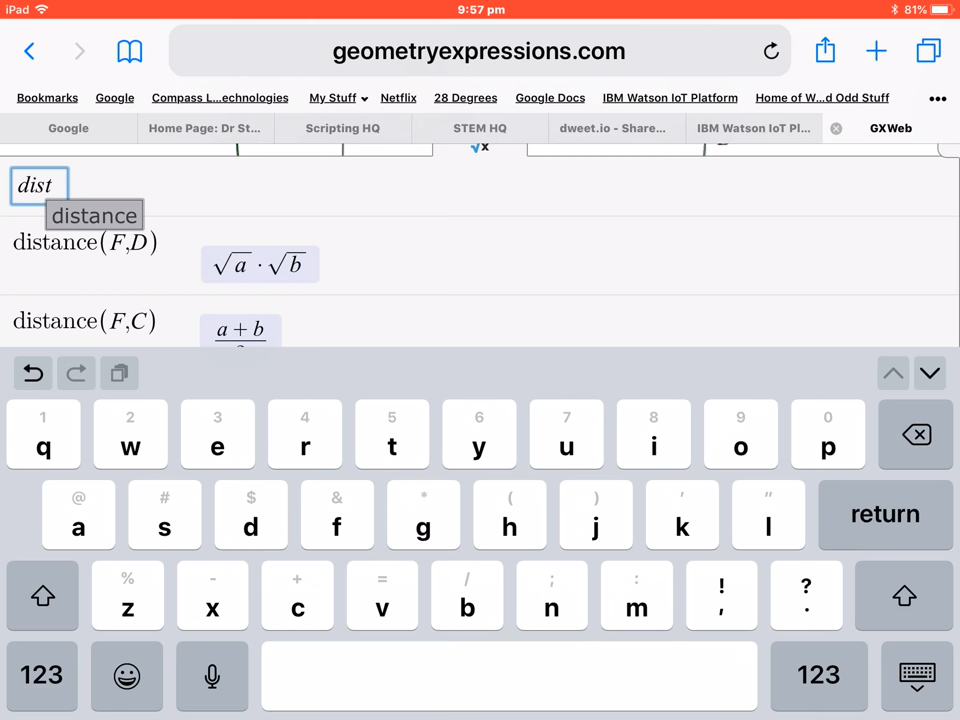 iPad 9:57 pm 81%
geometryexpressions.com
Bookmarks Google Compass L...echnologies My Stuff Netflix 28 Degrees Google Docs IBM Watson IoT Platform Home of W...d Odd Stuff •••
Google Home Page: Dr St... Scripting HQ STEM HQ dweet.io - Share... IBM Watson IoT Pl... GXWeb
√x
dist
distance
distance(F,D) √a · √b
distance(F,C) a + b
1 2 3 4 5 6 7 8 9 0
q w e r t y u i o p
@ # $ & * ( ) ' "
a s d f g h j k l return
% - + = / ; : ! ?
z x c v b n m , .
123 123